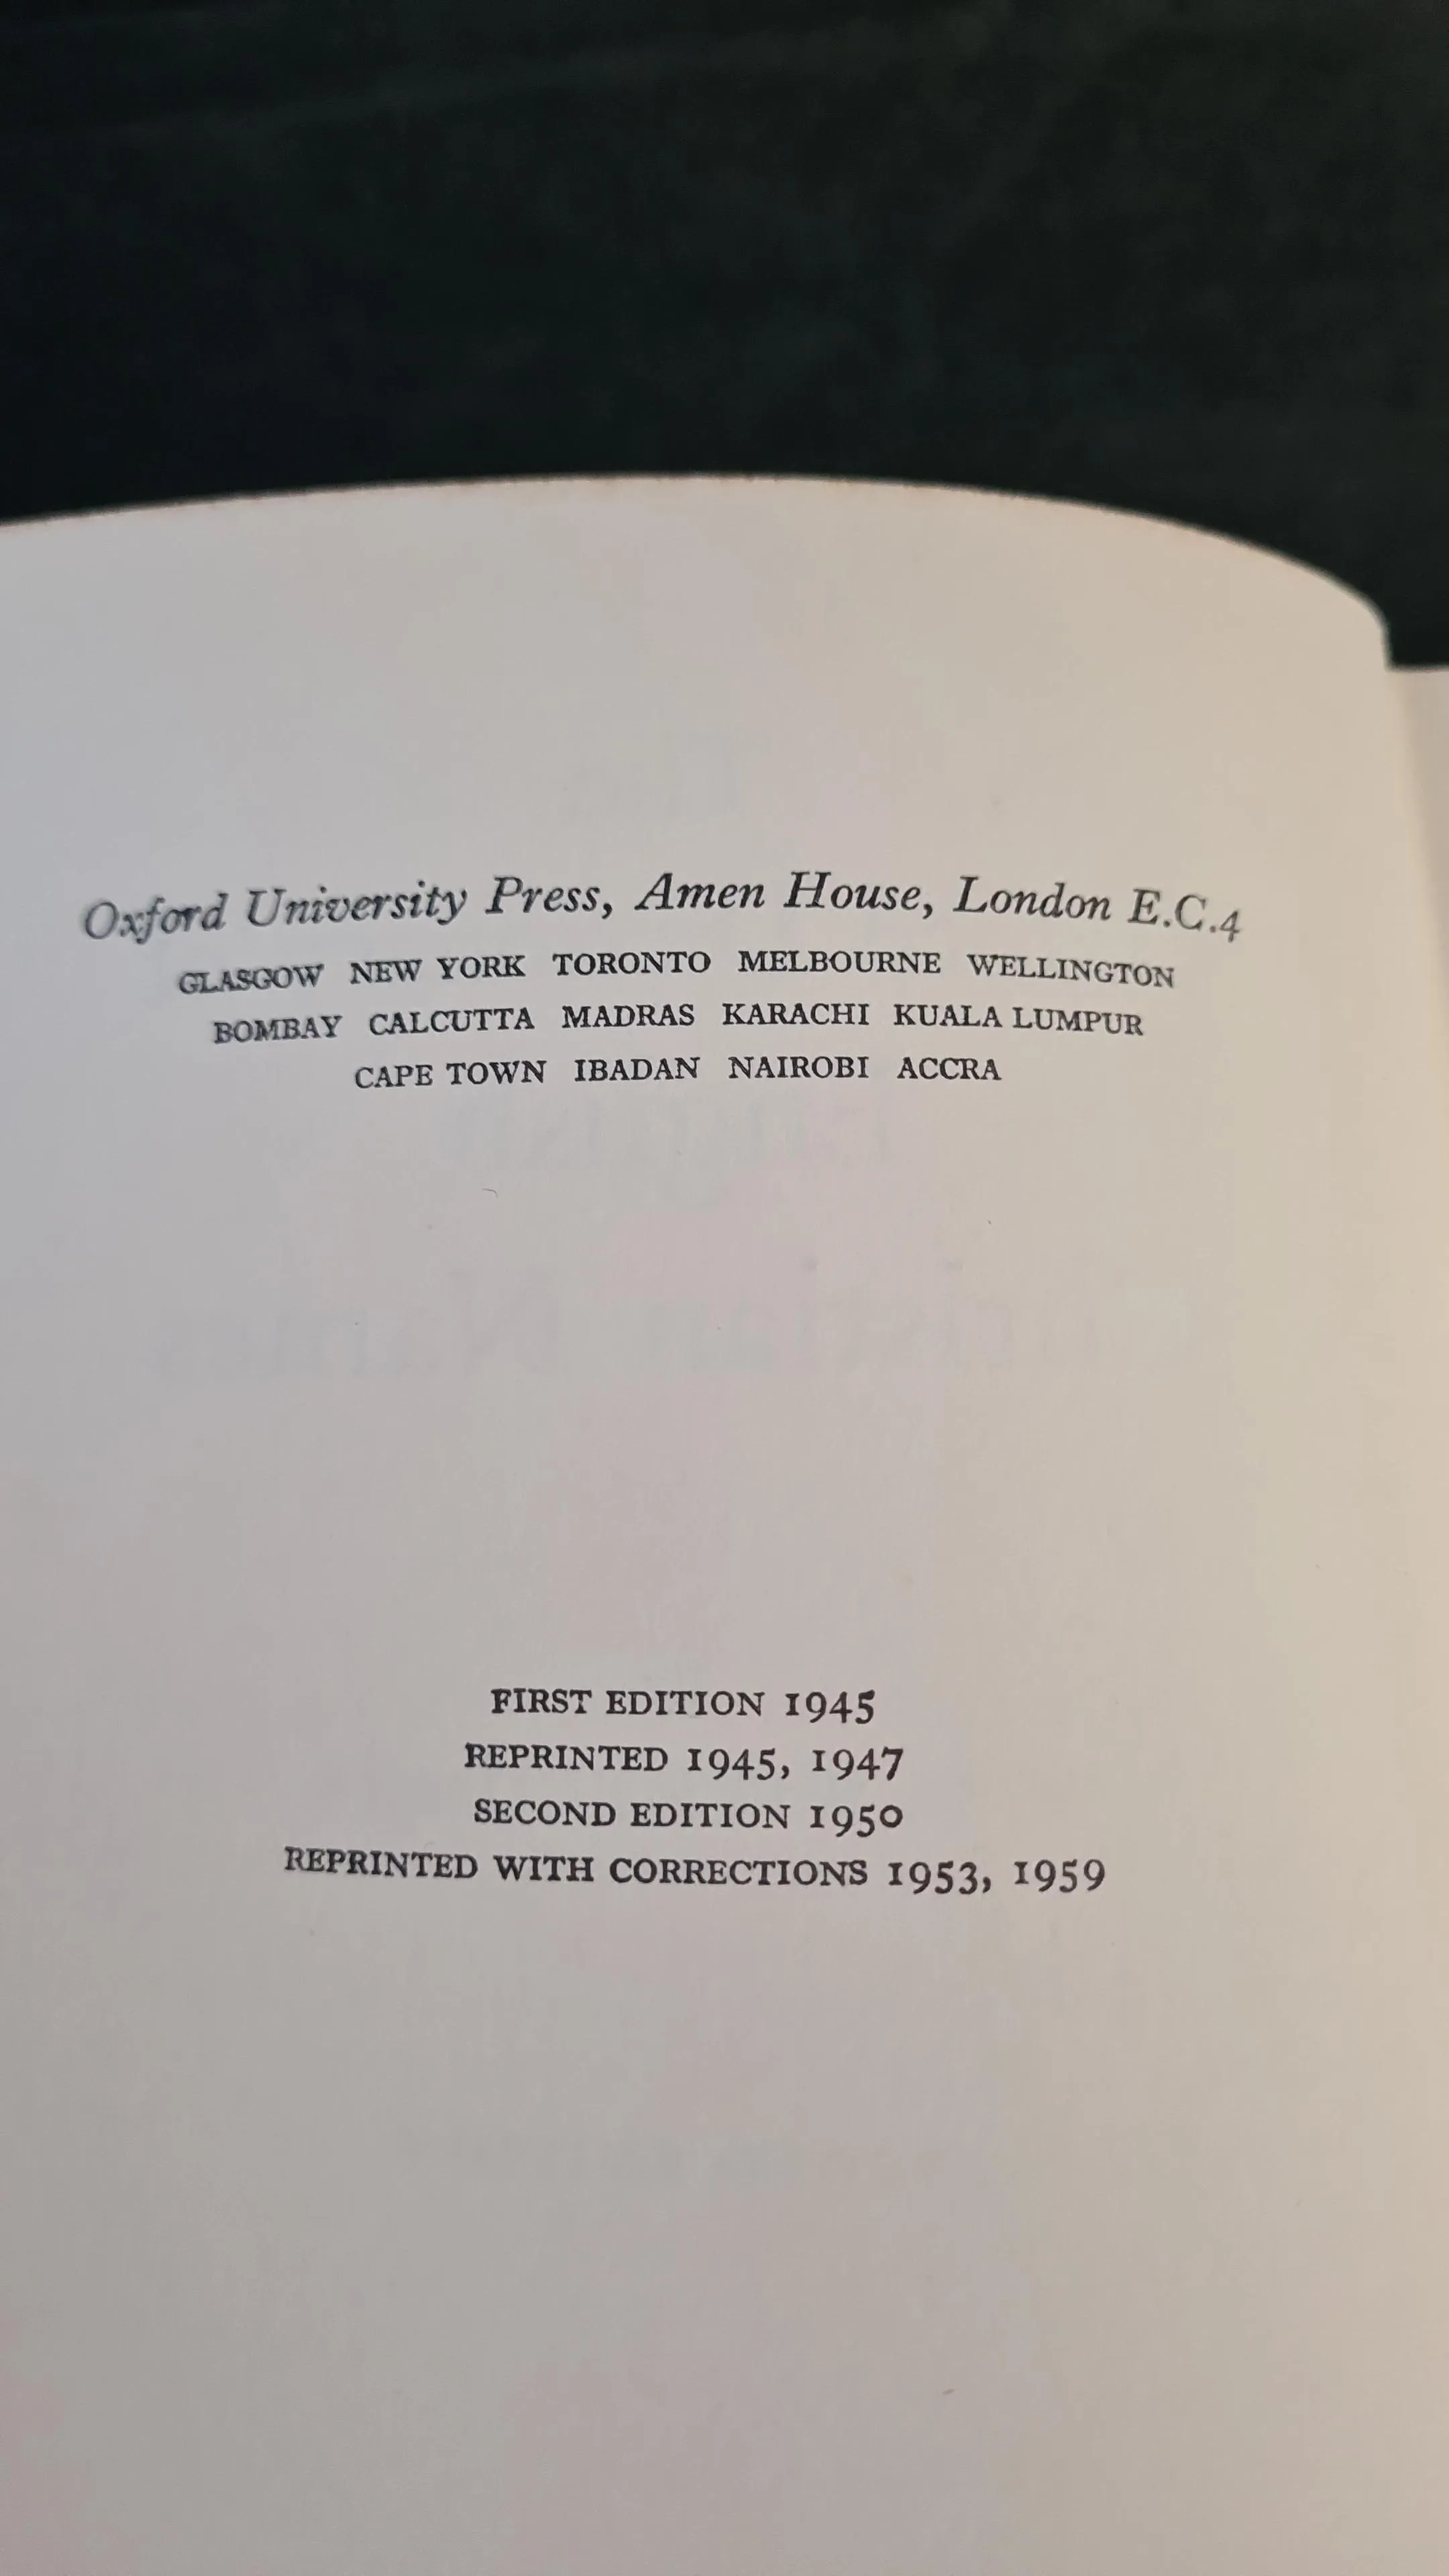 Oxford University Press, Amen House, London E.C.4
GLASGOW NEW YORK TORONTO MELBOURNE WELLINGTON
BOMBAY CALCUTTA MADRAS KARACHI KUALA LUMPUR
CAPE TOWN IBADAN NAIROBI ACCRA
FIRST EDITION 1945
REPRINTED 1945, 1947
SECOND EDITION 1950
REPRINTED WITH CORRECTIONS 1953, 1959